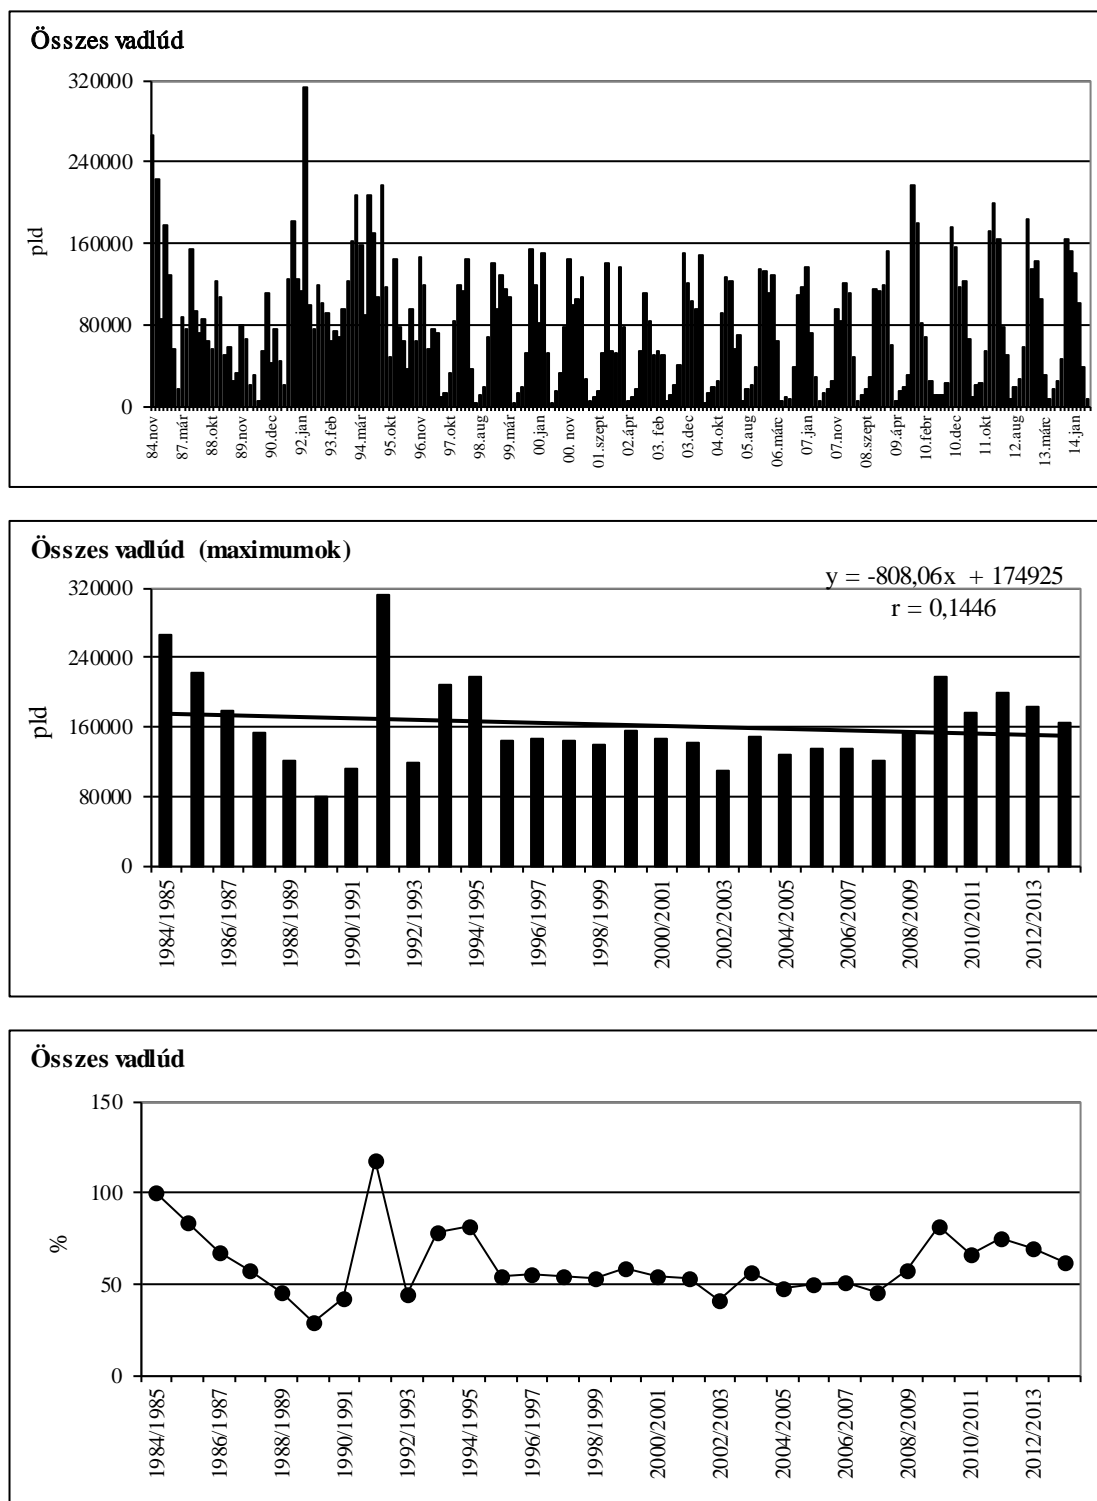 Összes vadlúd
320000
240000
160000
80000
0
pld
84.nov
87.már
88.okt
89.nov
90.dec
92.jan
93.feb
94.már
95.okt
96.nov
97.okt
98.aug
99.már
00.jan
00. nov
01.szept
02.ápr
03. feb
03.dec
04.okt
05.aug
06.márc
07.jan
07.nov
08.szept
09.ápr
10.febr
10.dec
11.okt
12.aug
13.márc
14.jan
Összes vadlúd (maximumok)
y = -808,06x + 174925
r = 0,1446
320000
240000
160000
80000
0
pld
1984/1985
1986/1987
1988/1989
1990/1991
1992/1993
1994/1995
1996/1997
1998/1999
2000/2001
2002/2003
2004/2005
2006/2007
2008/2009
2010/2011
2012/2013
Összes vadlúd
150
100
50
0
%
1984/1985
1986/1987
1988/1989
1990/1991
1992/1993
1994/1995
1996/1997
1998/1999
2000/2001
2002/2003
2004/2005
2006/2007
2008/2009
2010/2011
2012/2013